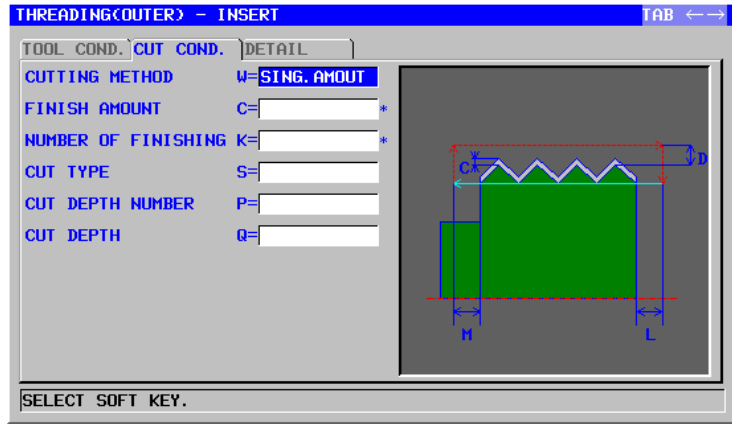 THREADING(OUTER) - INSERT TAB ←→
TOOL COND. CUT COND. DETAIL
CUTTING METHOD W=SING.AMOUT
FINISH AMOUNT C= *
NUMBER OF FINISHING K= *
CUT TYPE S=
CUT DEPTH NUMBER P=
CUT DEPTH Q=
C
D
M
L
SELECT SOFT KEY.